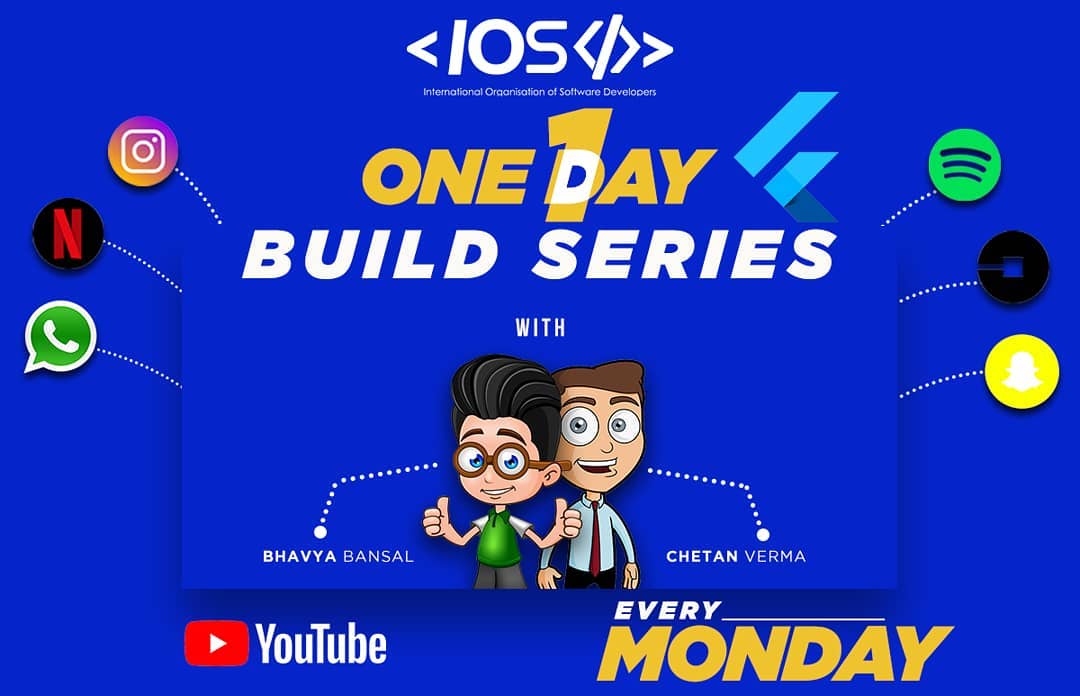 <IOS</>>
International Organisation of Software Developers
ONE DAY
1
BUILD SERIES
WITH
BHAVYA BANSAL
CHETAN VERMA
YouTube
EVERY
MONDAY
N